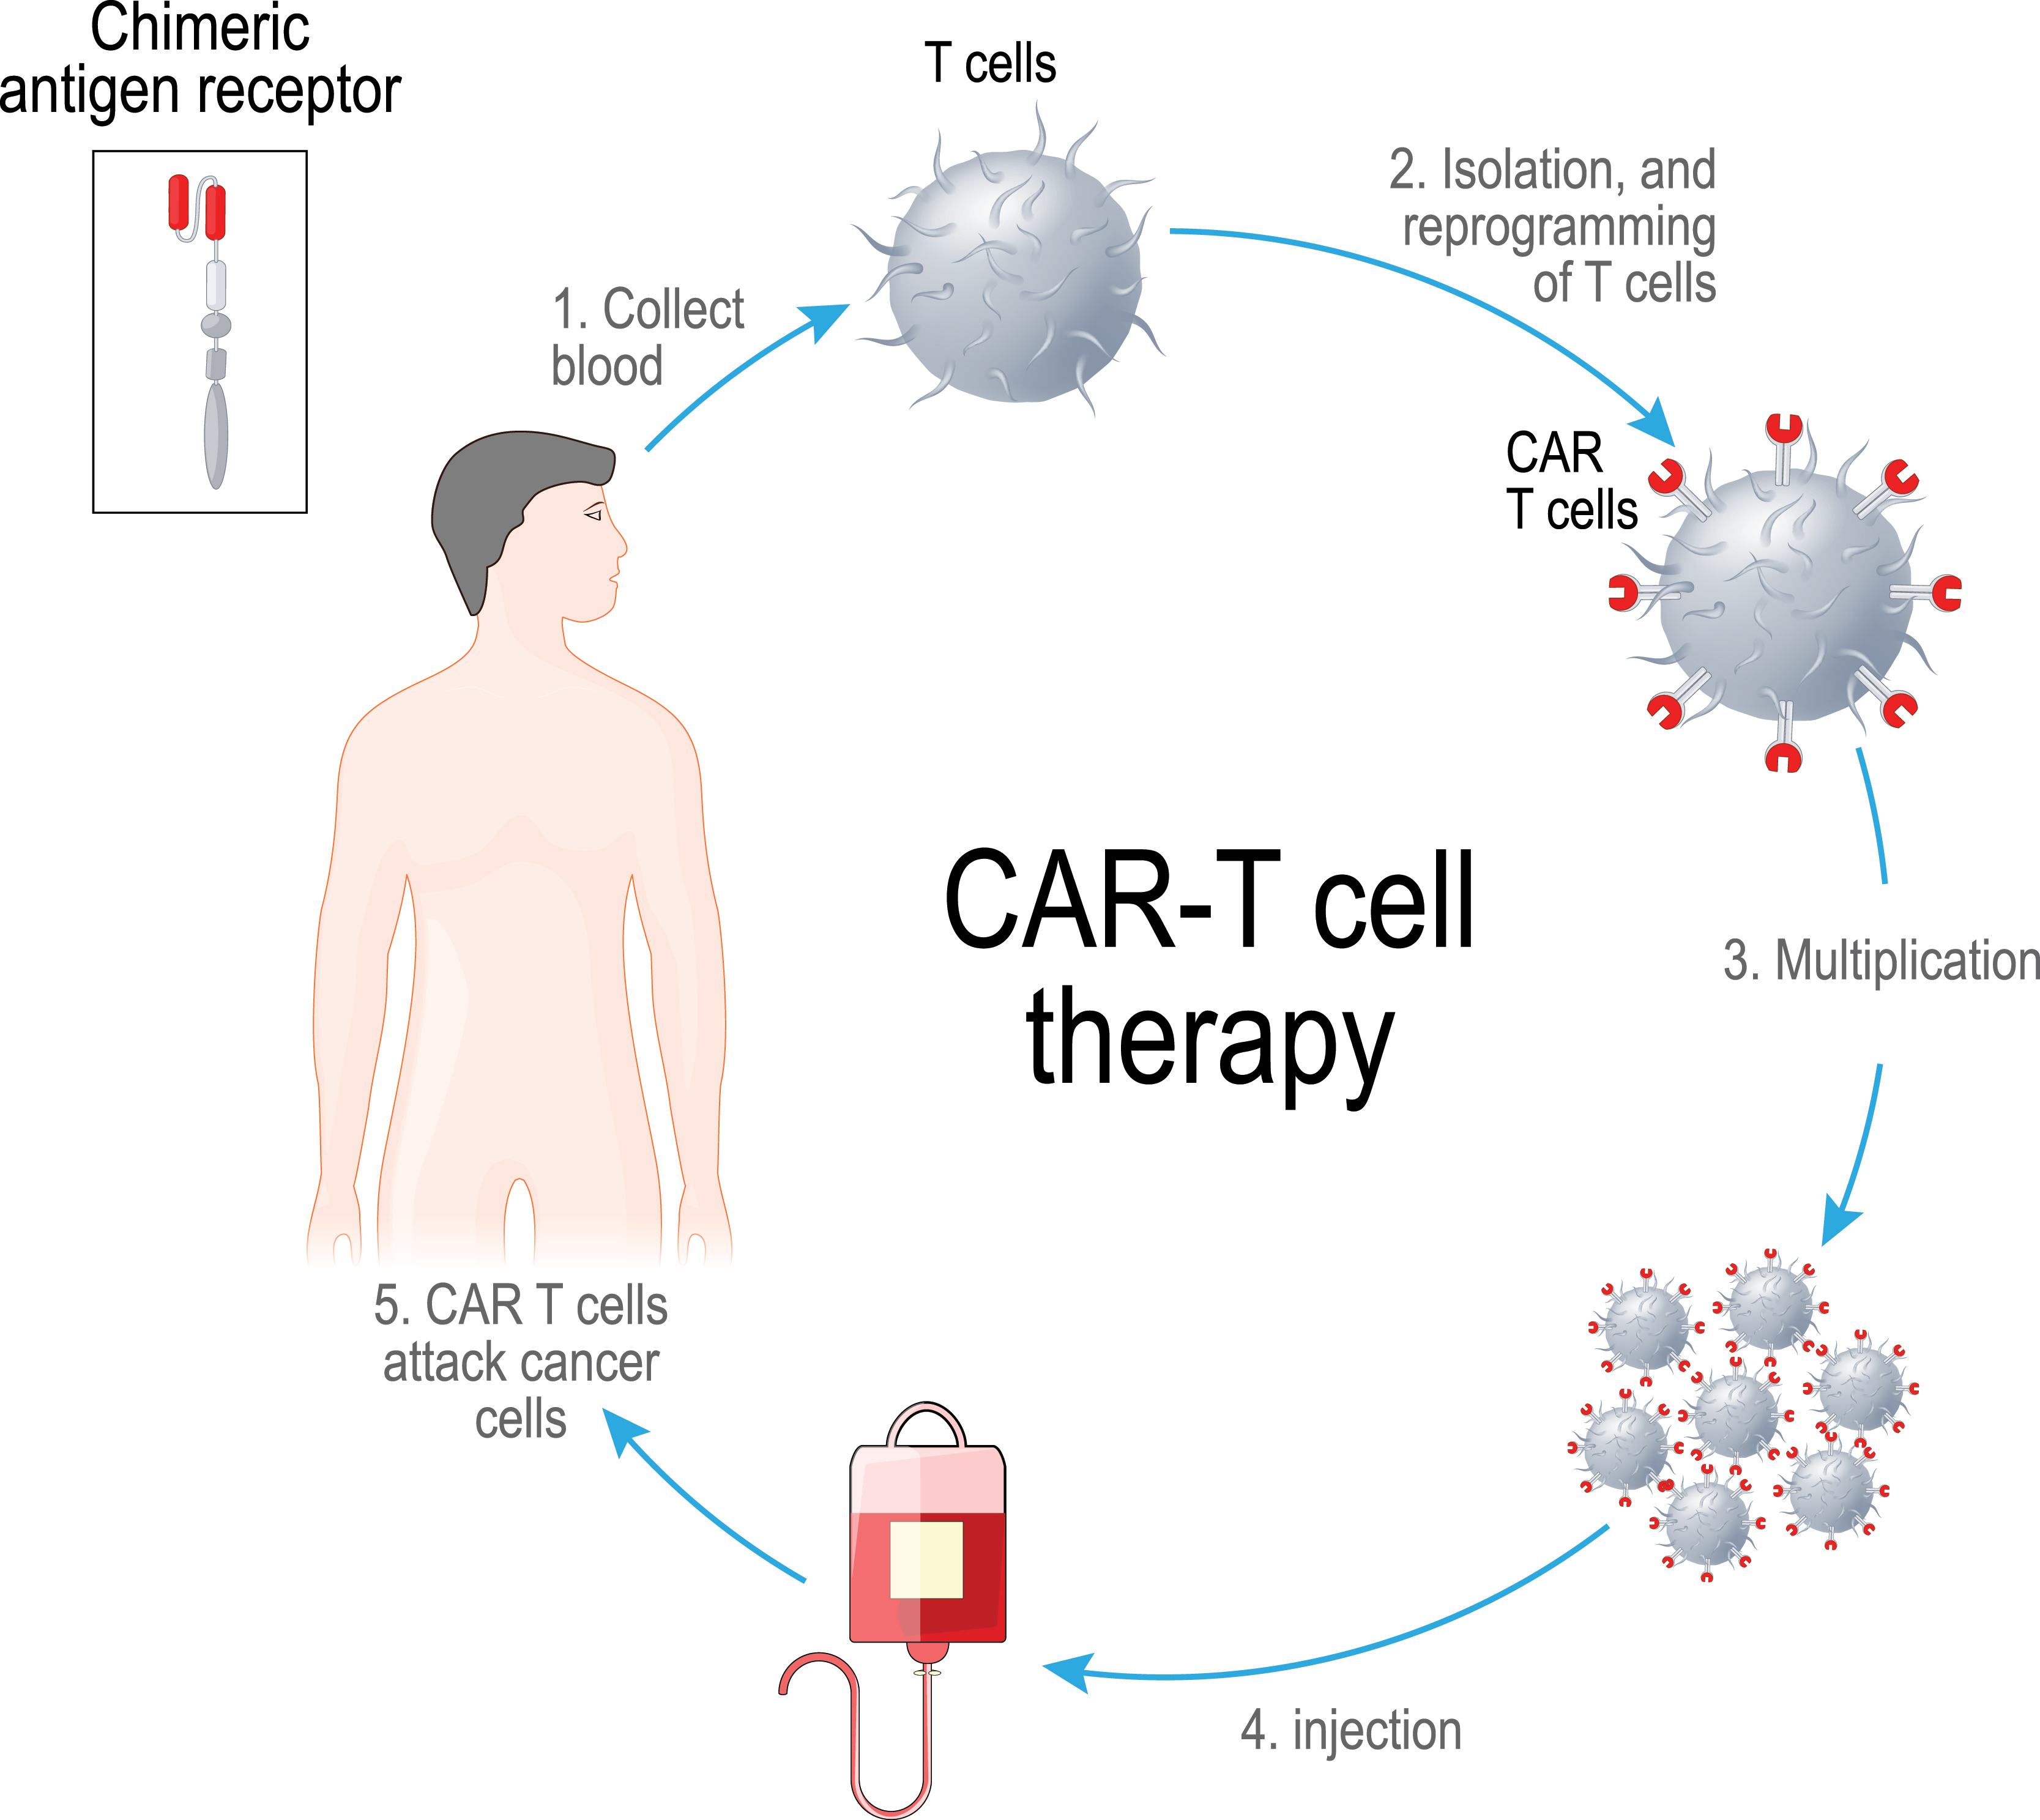 Chimeric
antigen receptor
T cells
1. Collect
blood
2. Isolation, and
reprogramming
of T cells
CAR
T cells
CAR-T cell
therapy
3. Multiplication
4. injection
5. CAR T cells
attack cancer
cells